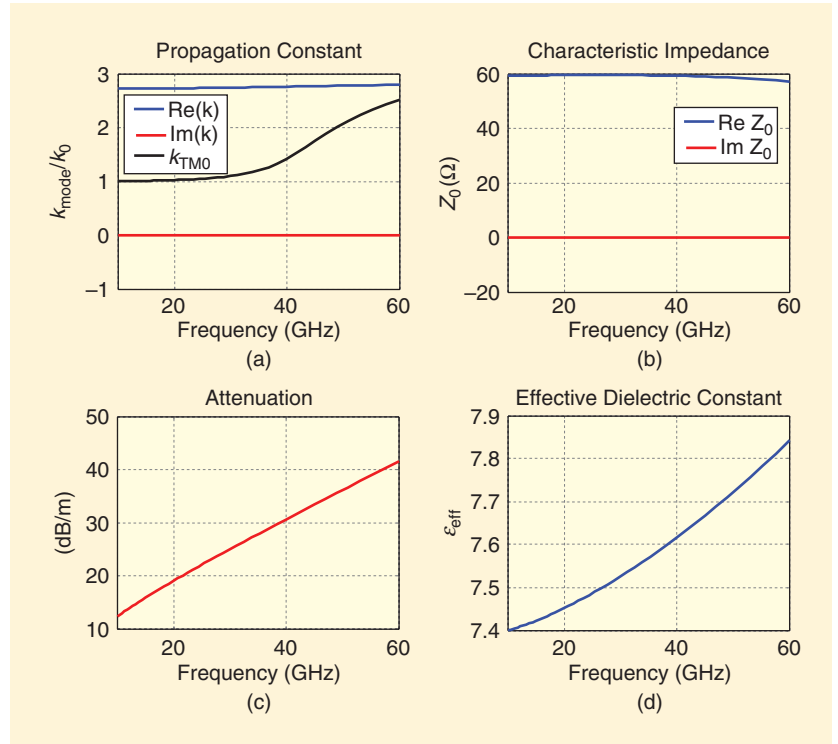 Propagation Constant
3
2
1
0
–1
k_mode/k_0
Re(k)
Im(k)
k_TM0
20 40 60
Frequency (GHz)
(a)
Characteristic Impedance
60
40
20
0
–20
Z_0(Ω)
Re Z_0
Im Z_0
20 40 60
Frequency (GHz)
(b)
Attenuation
50
40
30
20
10
(dB/m)
20 40 60
Frequency (GHz)
(c)
Effective Dielectric Constant
7.9
7.8
7.7
7.6
7.5
7.4
ε_eff
20 40 60
Frequency (GHz)
(d)